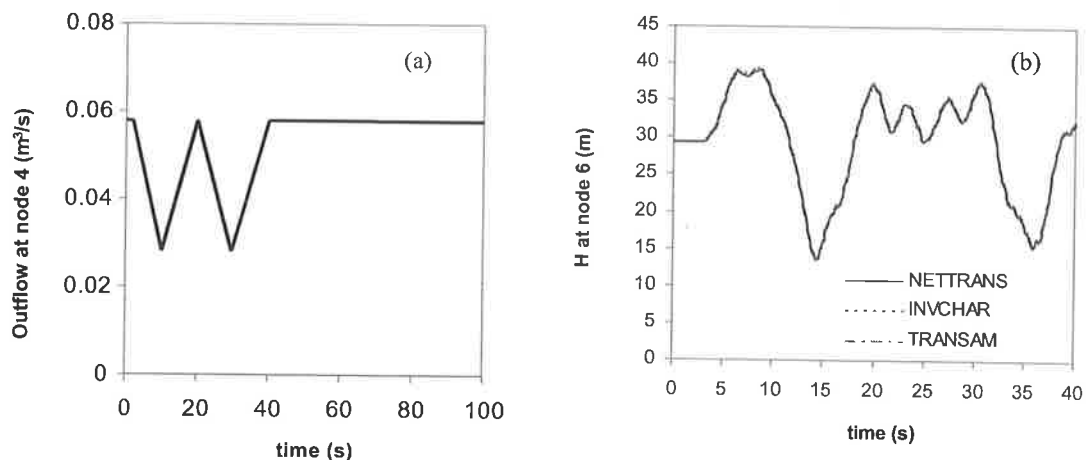 0.08
0.06
0.04
0.02
0
0 20 40 60 80 100
Outflow at node 4 (m³/s)
time (s)
(a)
45
40
35
30
25
20
15
10
5
0
0 5 10 15 20 25 30 35 40
H at node 6 (m)
time (s)
(b)
NETTRANS
INVCHAR
TRANSAM